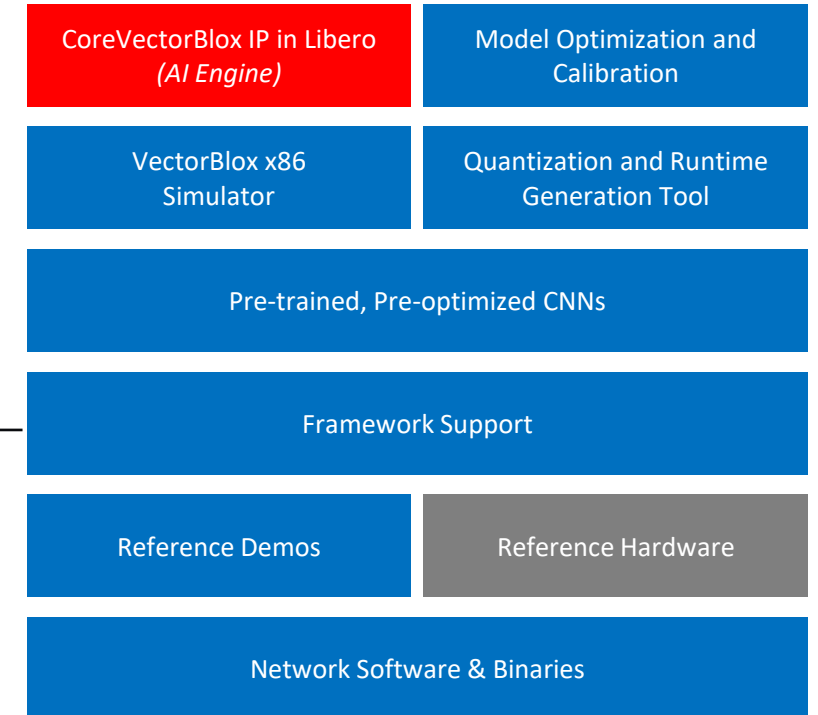 CoreVectorBlox IP in Libero
(AI Engine)
Model Optimization and
Calibration
VectorBlox x86
Simulator
Quantization and Runtime
Generation Tool
Pre-trained, Pre-optimized CNNs
Framework Support
Reference Demos
Reference Hardware
Network Software & Binaries